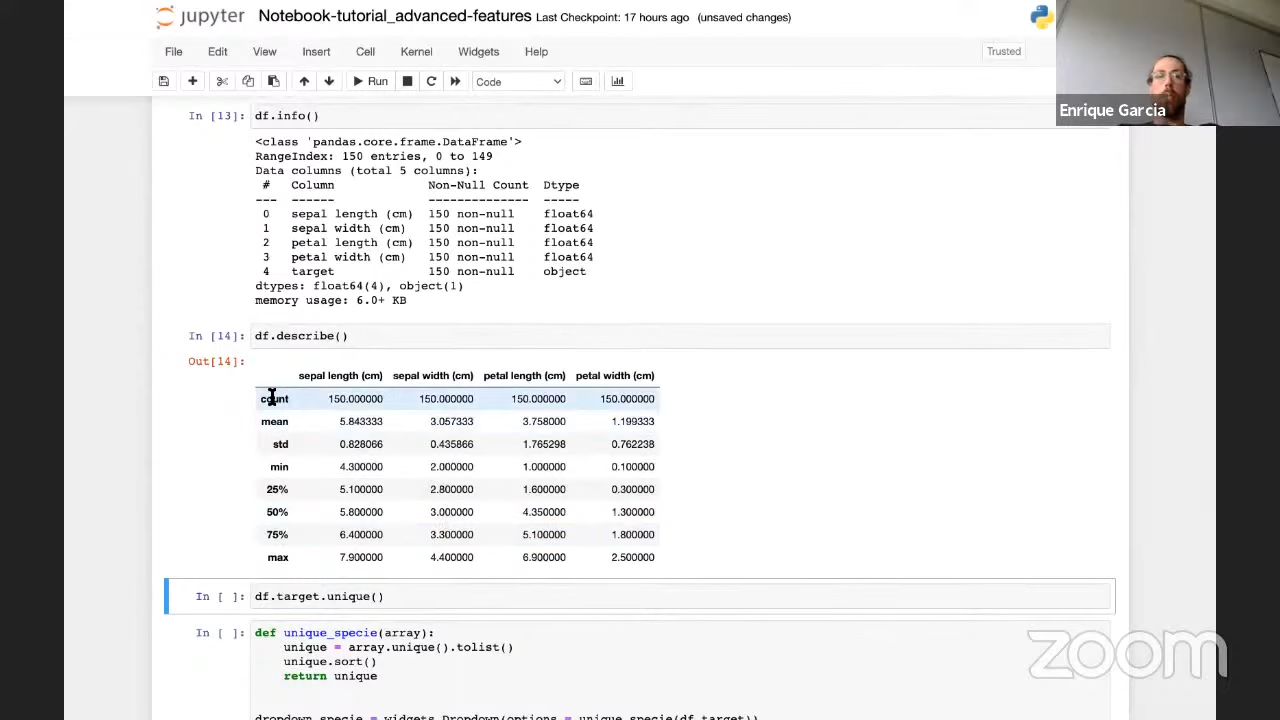 jupyter Notebook-tutorial_advanced-features Last Checkpoint: 17 hours ago (unsaved changes)
File Edit View Insert Cell Kernel Widgets Help Trusted
Run Code
Enrique Garcia
In [13]: df.info()
<class 'pandas.core.frame.DataFrame'>
RangeIndex: 150 entries, 0 to 149
Data columns (total 5 columns):
# Column Non-Null Count Dtype
--- ------ -------------- -----
0 sepal length (cm) 150 non-null float64
1 sepal width (cm) 150 non-null float64
2 petal length (cm) 150 non-null float64
3 petal width (cm) 150 non-null float64
4 target 150 non-null object
dtypes: float64(4), object(1)
memory usage: 6.0+ KB
In [14]: df.describe()
Out[14]:
sepal length (cm) sepal width (cm) petal length (cm) petal width (cm)
count 150.000000 150.000000 150.000000 150.000000
mean 5.843333 3.057333 3.758000 1.199333
std 0.828066 0.435866 1.765298 0.762238
min 4.300000 2.000000 1.000000 0.100000
25% 5.100000 2.800000 1.600000 0.300000
50% 5.800000 3.000000 4.350000 1.300000
75% 6.400000 3.300000 5.100000 1.800000
max 7.900000 4.400000 6.900000 2.500000
In [ ]: df.target.unique()
In [ ]: def unique_specie(array):
unique = array.unique().tolist()
unique.sort()
return unique
dropdown_specie = widgets.Dropdown(options = unique_specie(df.target))
zoom